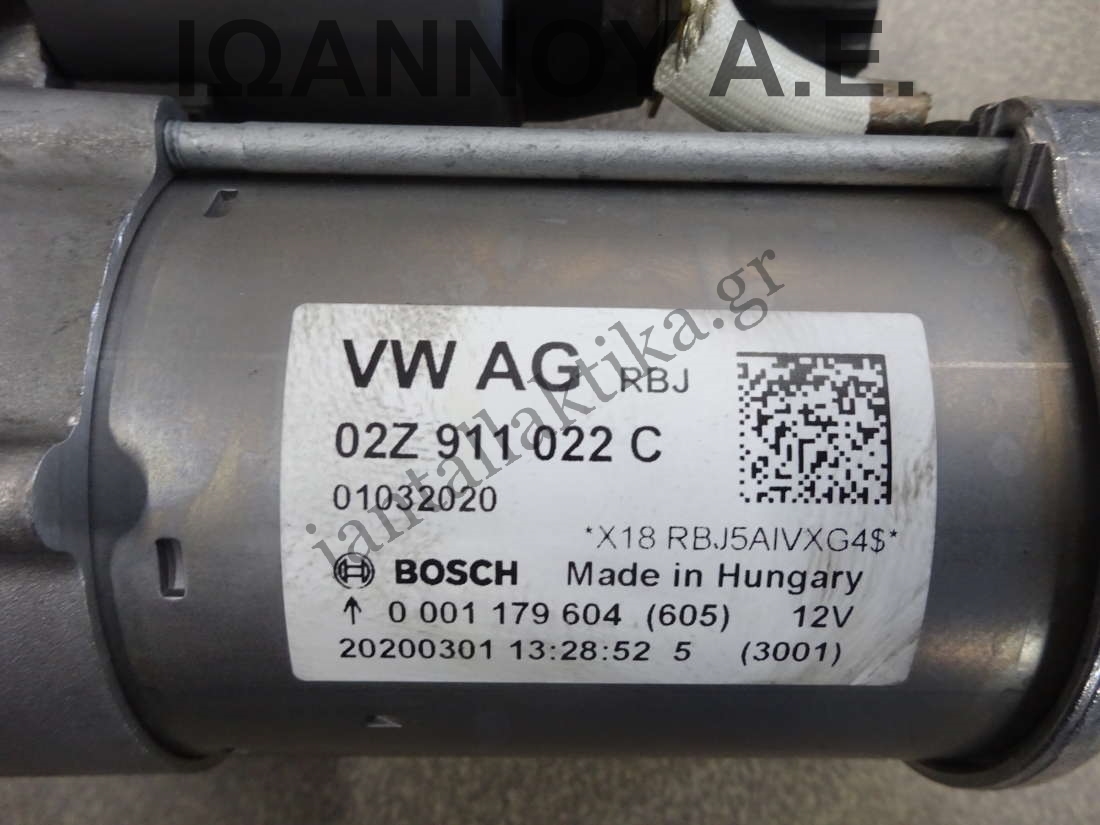 ΙΩΑΝΝΟΥ Α.Ε.
iantallaktika.gr
VW AG RBJ
02Z 911 022 C
01032020
*X18 RBJ5AIVXG4$*
BOSCH Made in Hungary
↑ 0 001 179 604 (605) 12V
20200301 13:28:52 5 (3001)